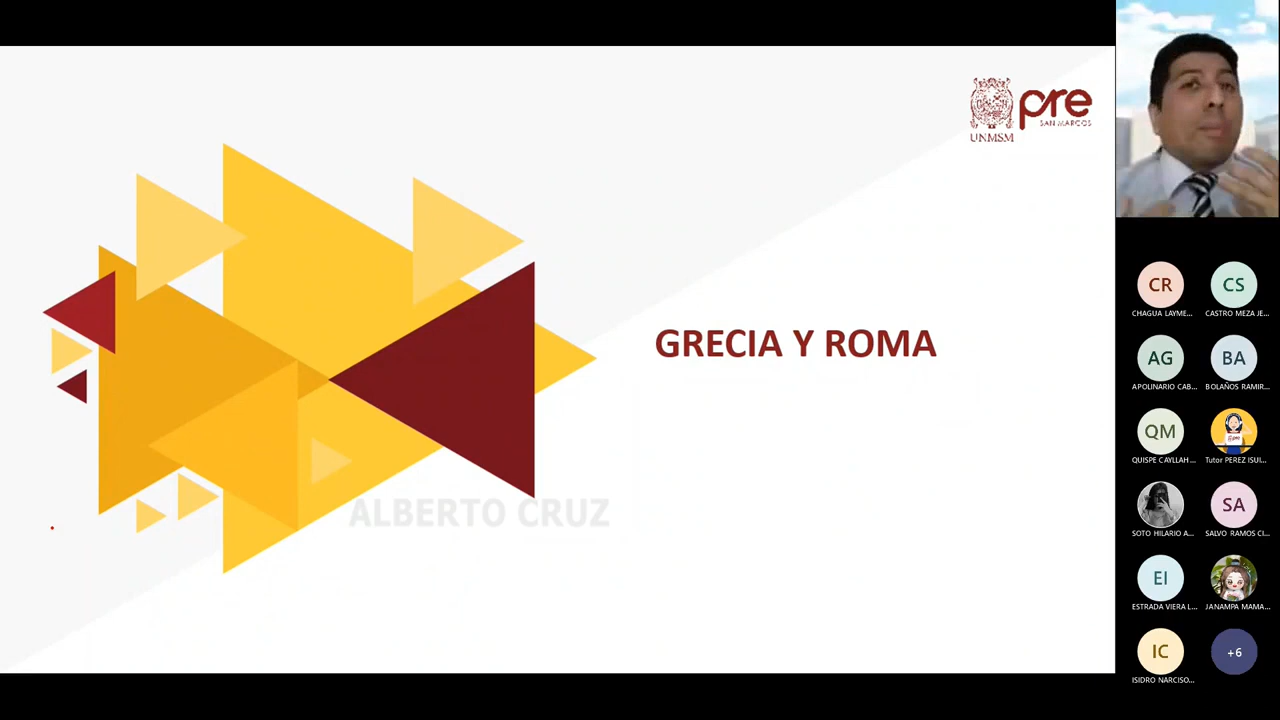 UNMSM
pre
SAN MARCOS
GRECIA Y ROMA
ALBERTO CRUZ
CR
CS
CHAGUA LAYME...
CASTRO MEZA JE...
AG
BA
APOLINARIO CAB...
BOLAÑOS RAMIR...
QM
QUISPE CAYLLAH...
Tutor PEREZ ISUI...
SA
SOTO HILARIO A...
SALVO RAMOS CI...
EI
ESTRADA VIERA L...
JANAMPA MAMA...
IC
+6
ISIDRO NARCISO...